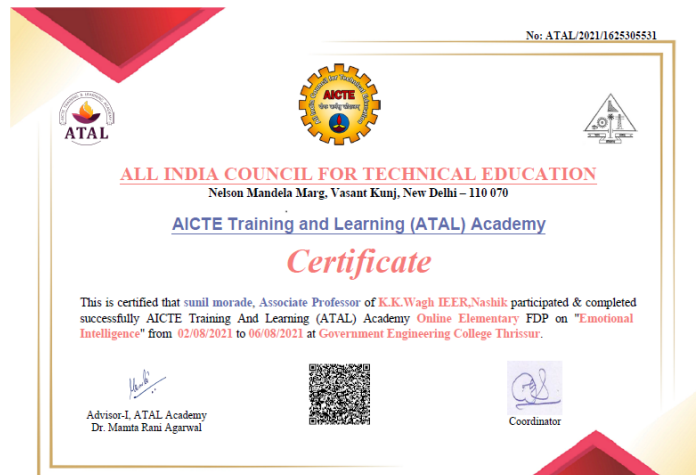 No: ATAL/2021/1625305531
ATAL
AICTE
ALL INDIA COUNCIL FOR TECHNICAL EDUCATION
Nelson Mandela Marg, Vasant Kunj, New Delhi – 110 070
AICTE Training and Learning (ATAL) Academy
Certificate
This is certified that sunil morade, Associate Professor of K.K.Wagh IEER,Nashik participated & completed
successfully AICTE Training And Learning (ATAL) Academy Online Elementary FDP on "Emotional
Intelligence" from 02/08/2021 to 06/08/2021 at Government Engineering College Thrissur.
Advisor-I, ATAL Academy
Dr. Mamta Rani Agarwal
Coordinator